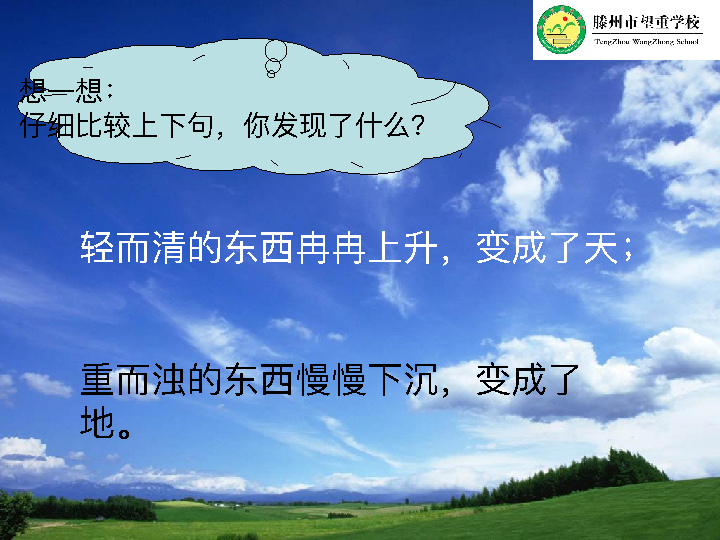 滕州市望重学校
TengZhou WangZhong School
想一想：
仔细比较上下句，你发现了什么？
轻而清的东西冉冉上升，变成了天；
重而浊的东西慢慢下沉，变成了
地。